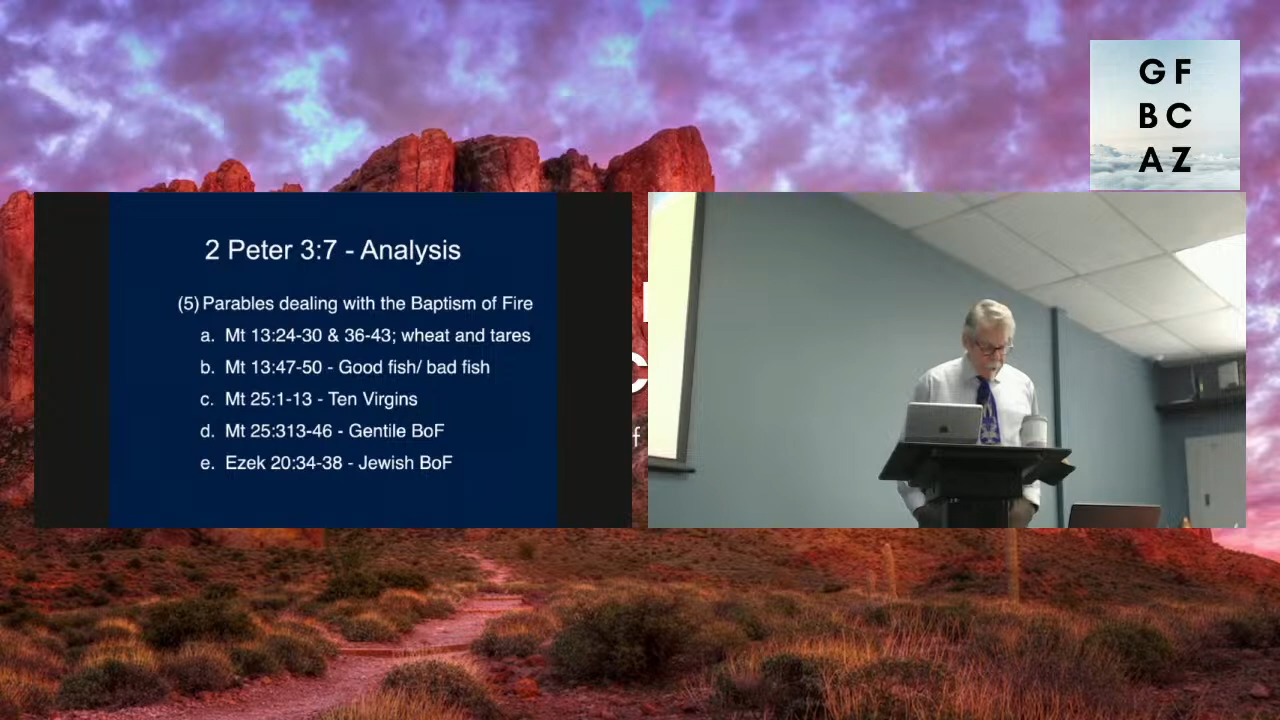 G F
B C
A Z
2 Peter 3:7 - Analysis
(5) Parables dealing with the Baptism of Fire
a. Mt 13:24-30 & 36-43; wheat and tares
b. Mt 13:47-50 - Good fish/ bad fish
c. Mt 25:1-13 - Ten Virgins
d. Mt 25:313-46 - Gentile BoF
e. Ezek 20:34-38 - Jewish BoF